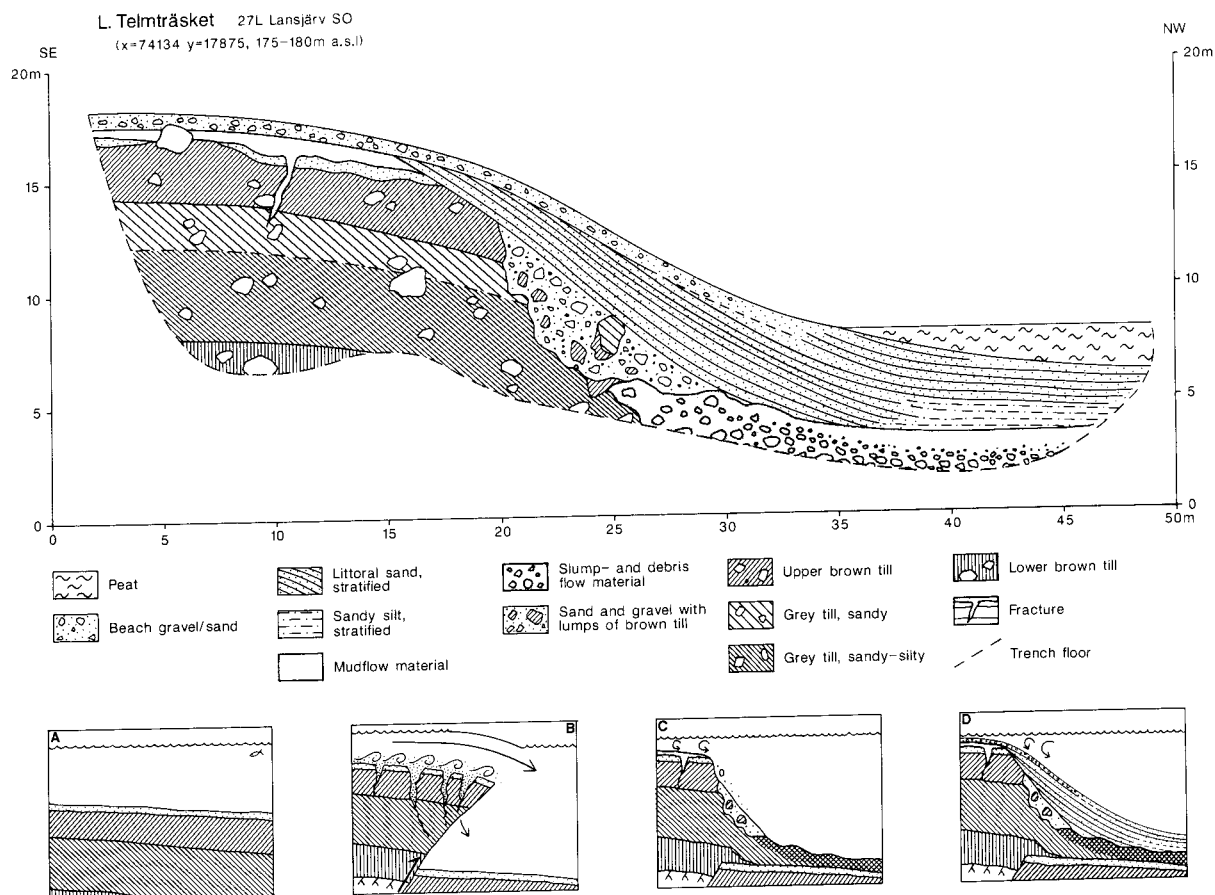 L. Telmträsket 27L Lansjärv SO
(x=74134 y=17875, 175-180m a.s.l)
SE
NW
20m
15
10
5
0
20m
15
10
5
0
0
5
10
15
20
25
30
35
40
45
50m
Peat
Beach gravel/sand
Littoral sand,
stratified
Sandy silt,
stratified
Mudflow material
Slump- and debris
flow material
Sand and gravel with
lumps of brown till
Upper brown till
Grey till, sandy
Grey till, sandy-silty
Lower brown till
Fracture
Trench floor
A
B
C
D